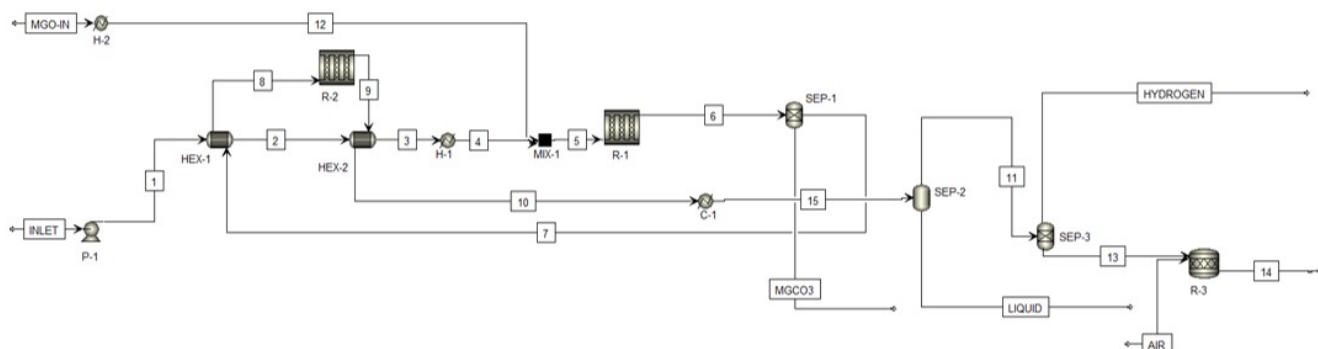 MGO-IN
H-2
12
8
R-2
9
HEX-1
2
HEX-2
3
H-1
4
MIX-1
5
R-1
6
SEP-1
HYDROGEN
1
INLET
P-1
10
C-1
15
7
SEP-2
11
SEP-3
13
R-3
14
MGCO3
LIQUID
AIR